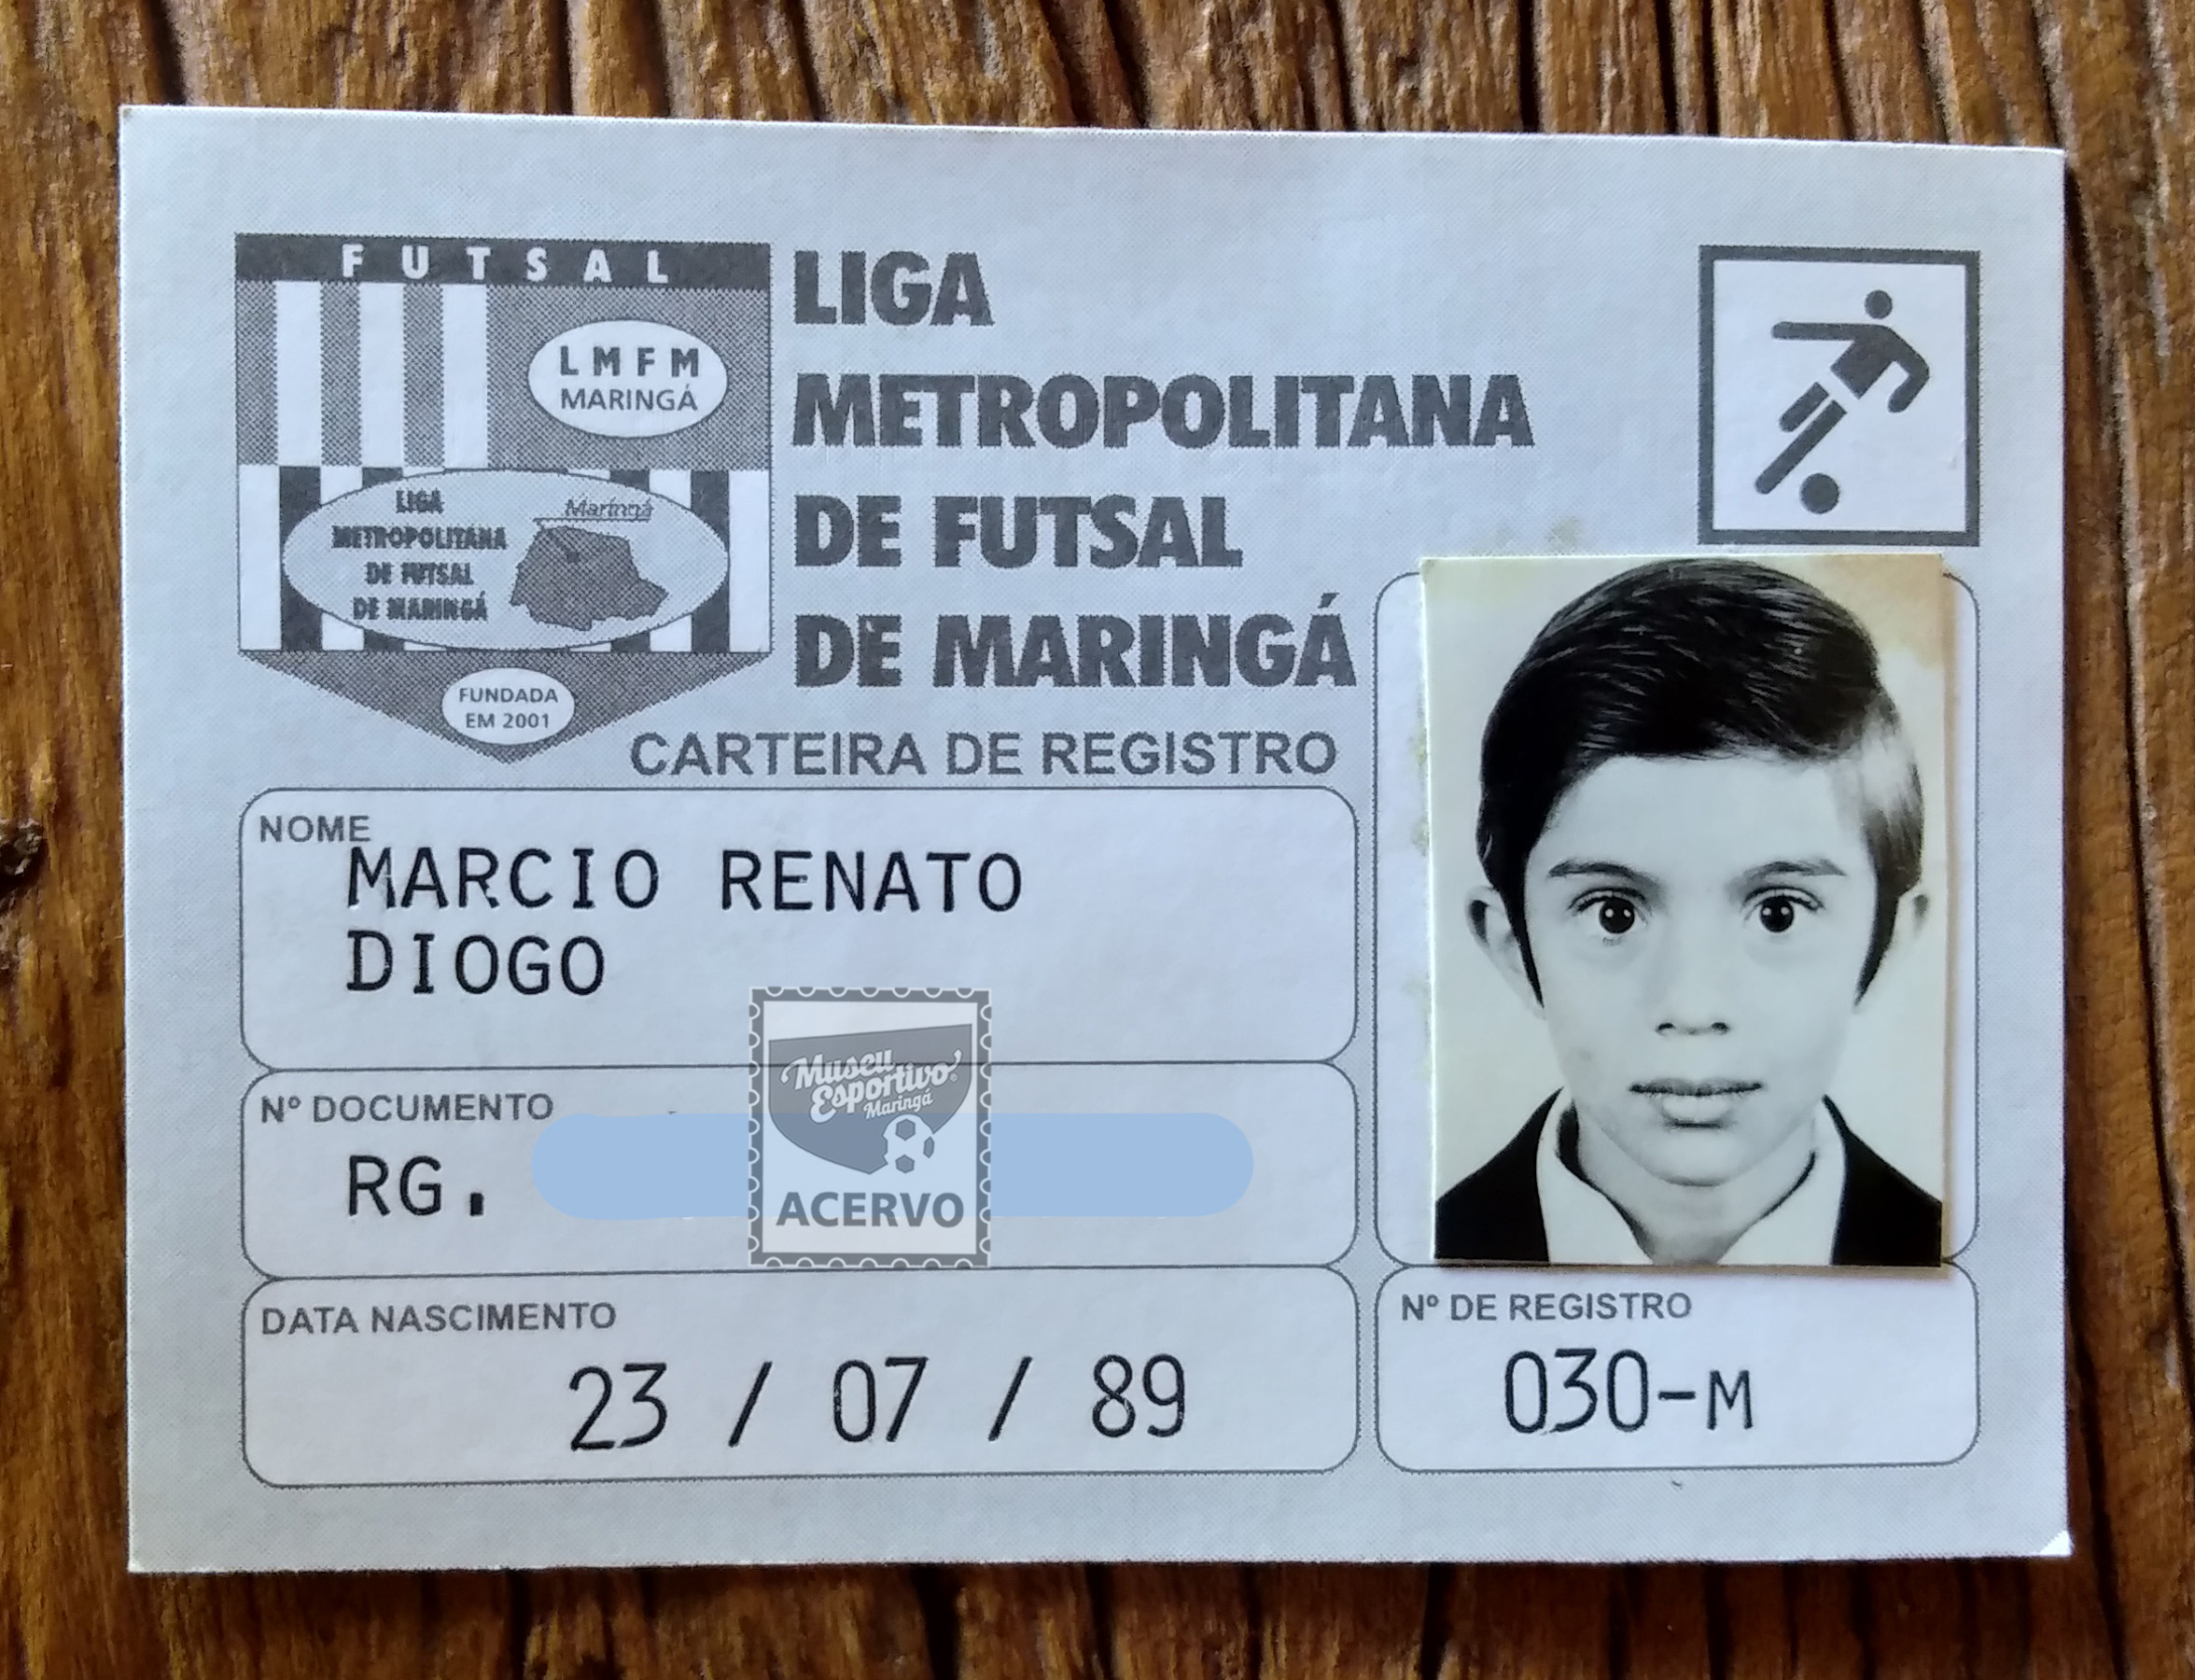 FUTSAL
LMFM
MARINGÁ
LIGA
METROPOLITANA
DE FUTSAL
DE MARINGÁ
Maringá
FUNDADA
EM 2001
LIGA
METROPOLITANA
DE FUTSAL
DE MARINGÁ
CARTEIRA DE REGISTRO
NOME
MARCIO RENATO
DIOGO
Nº DOCUMENTO
RG.
Museu
Esportivo
Maringá
ACERVO
DATA NASCIMENTO
23 / 07 / 89
Nº DE REGISTRO
030-M